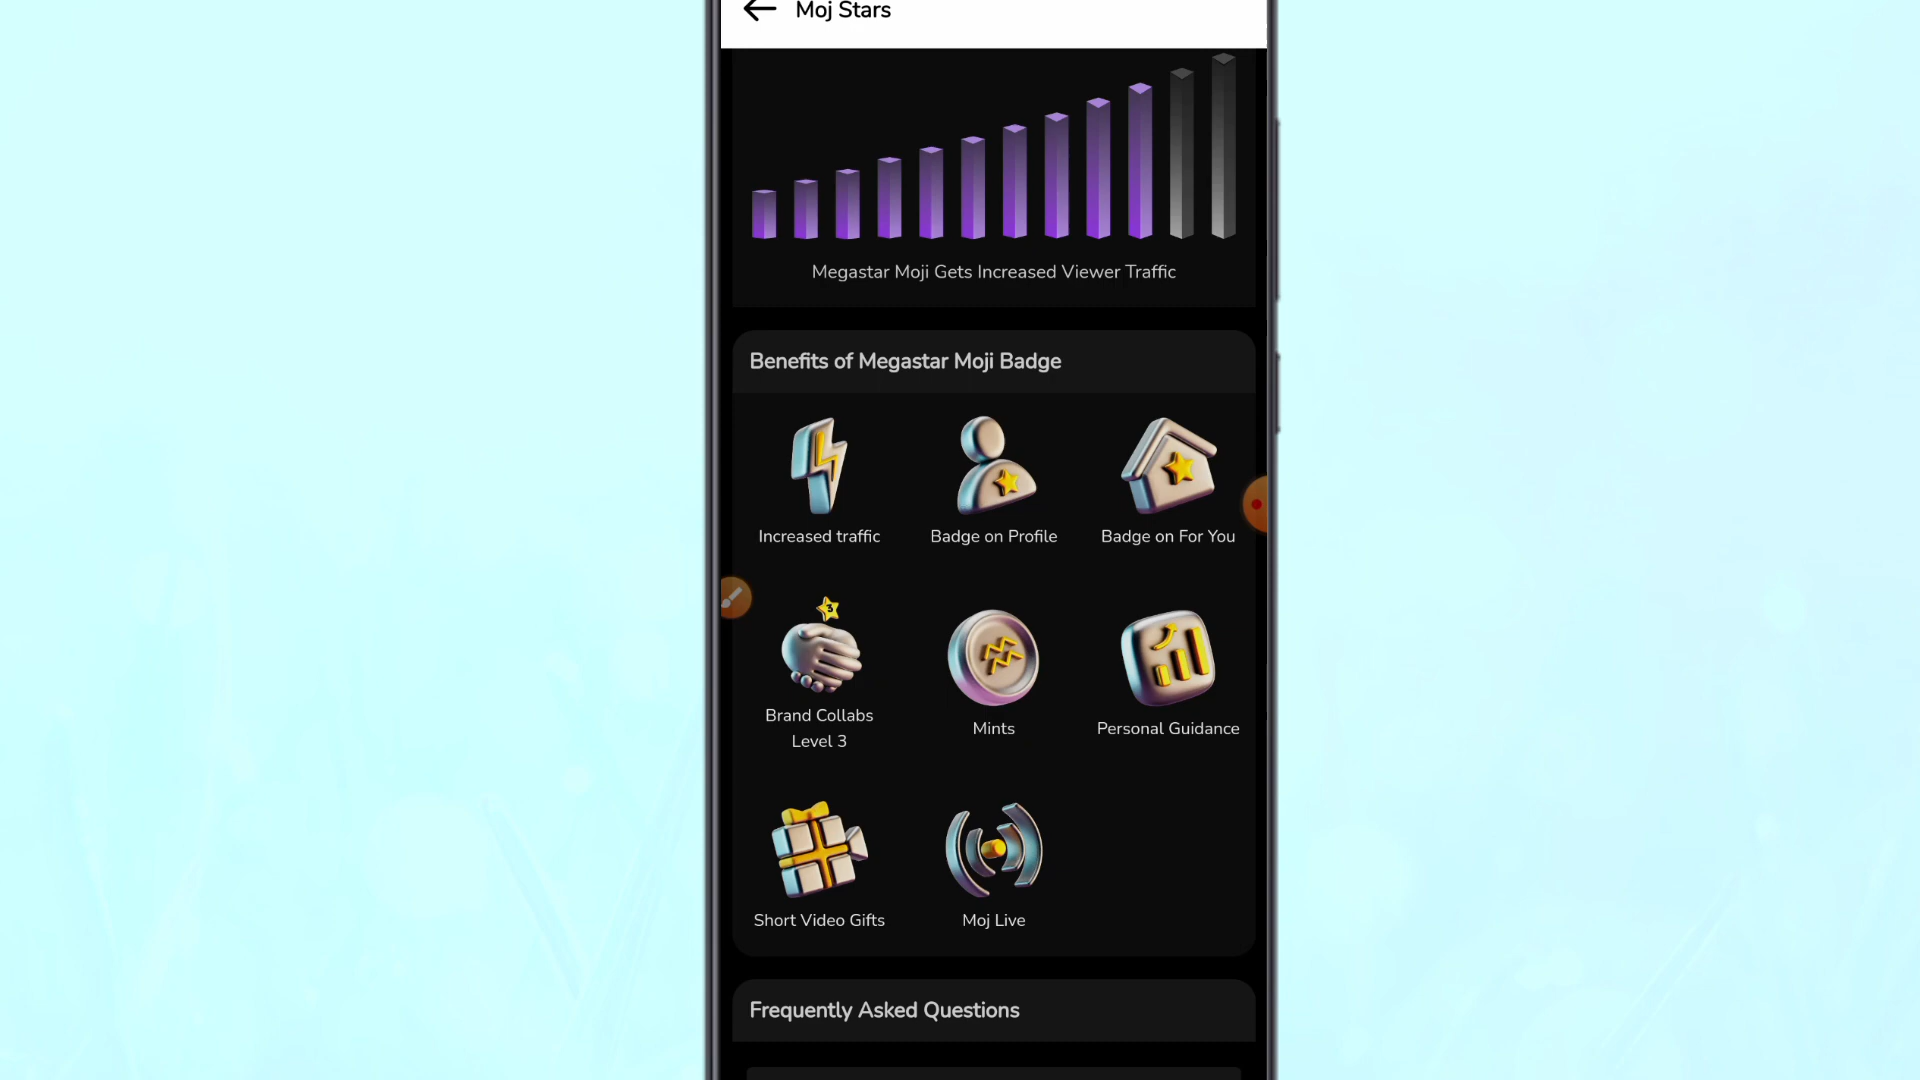 Moj Stars
Megastar Moji Gets Increased Viewer Traffic
Benefits of Megastar Moji Badge
Increased traffic
Badge on Profile
Badge on For You
3
Brand Collabs
Level 3
Mints
Personal Guidance
Short Video Gifts
Moj Live
Frequently Asked Questions